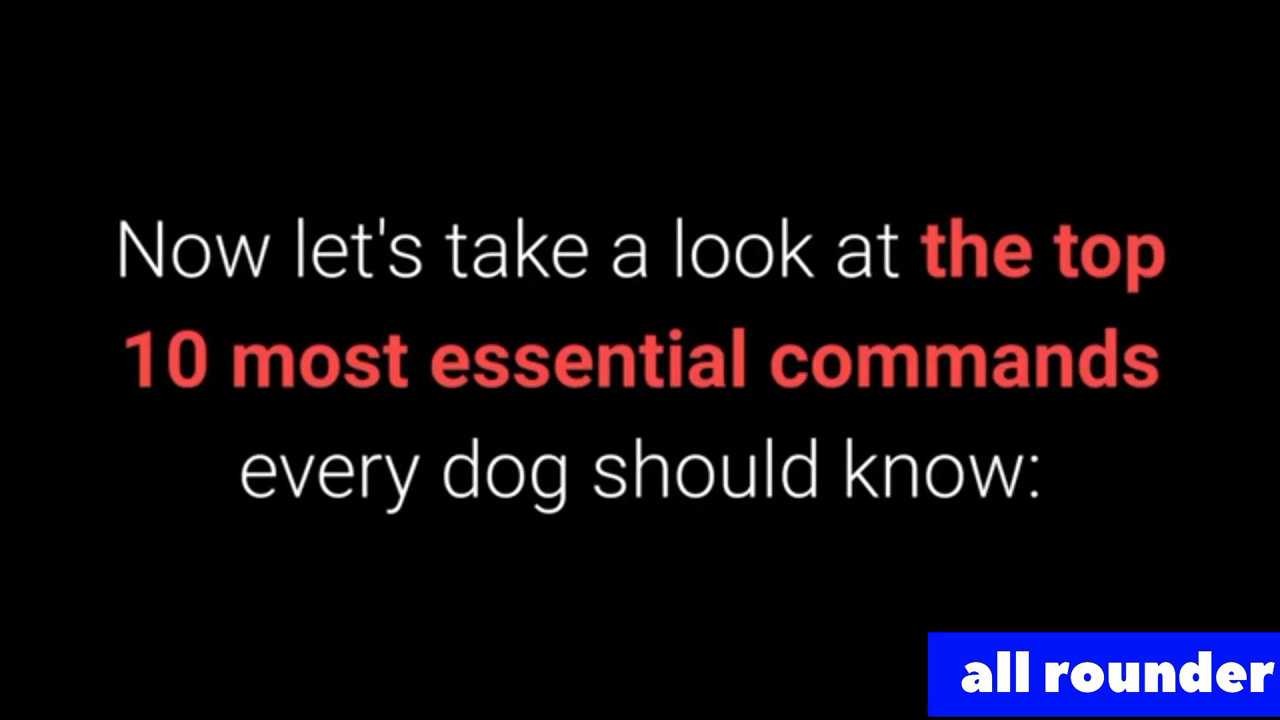 Now let's take a look at the top
10 most essential commands
every dog should know:
all rounder